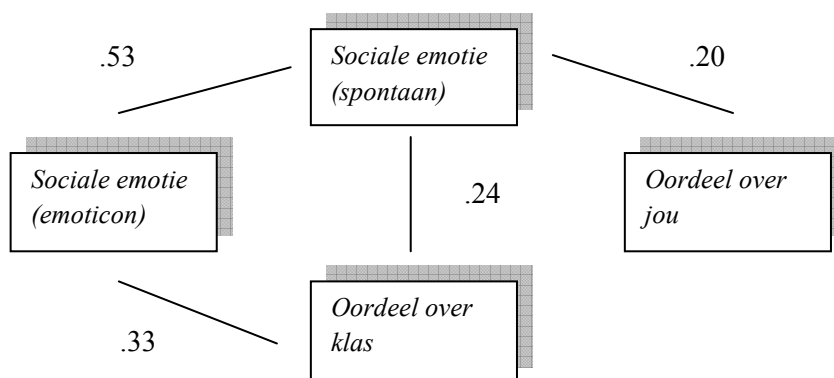 .53
Sociale emotie
(spontaan)
.20
Sociale emotie
(emoticon)
.24
Oordeel over
jou
.33
Oordeel over
klas